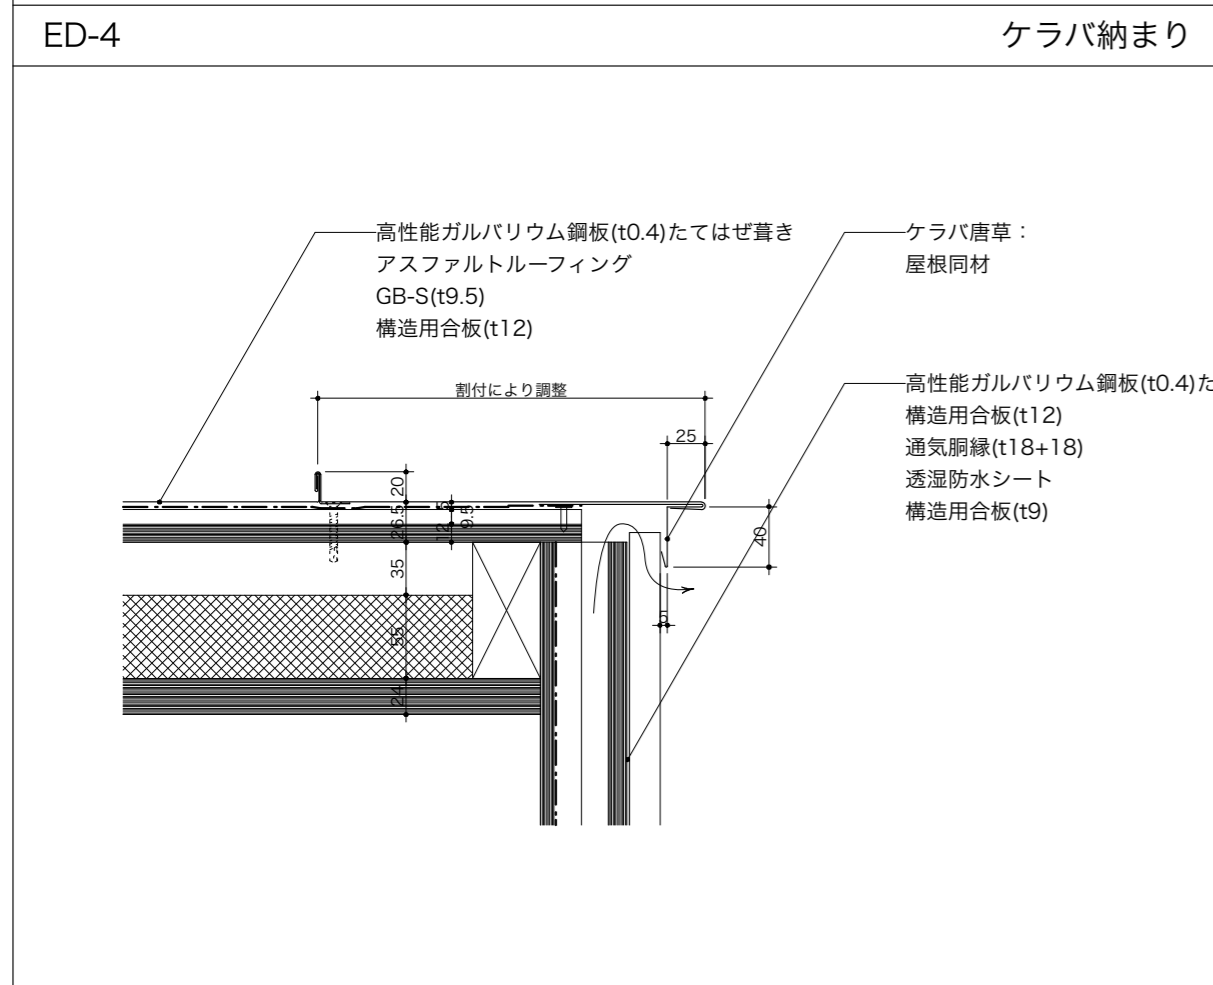 ED-4
ケラバ納まり
高性能ガルバリウム鋼板(t0.4)たてはぜ葺き
アスファルトルーフィング
GB-S(t9.5)
構造用合板(t12)
ケラバ唐草：
屋根同材
高性能ガルバリウム鋼板(t0.4)た
構造用合板(t12)
通気胴縁(t18+18)
透湿防水シート
構造用合板(t9)
割付により調整
25
20
26.5
5
9.5
12
35
55
24
40
5